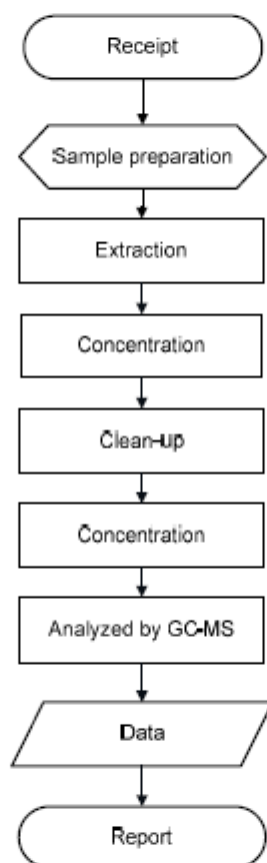 Receipt
Sample preparation
Extraction
Concentration
Clean-up
Concentration
Analyzed by GC-MS
Data
Report